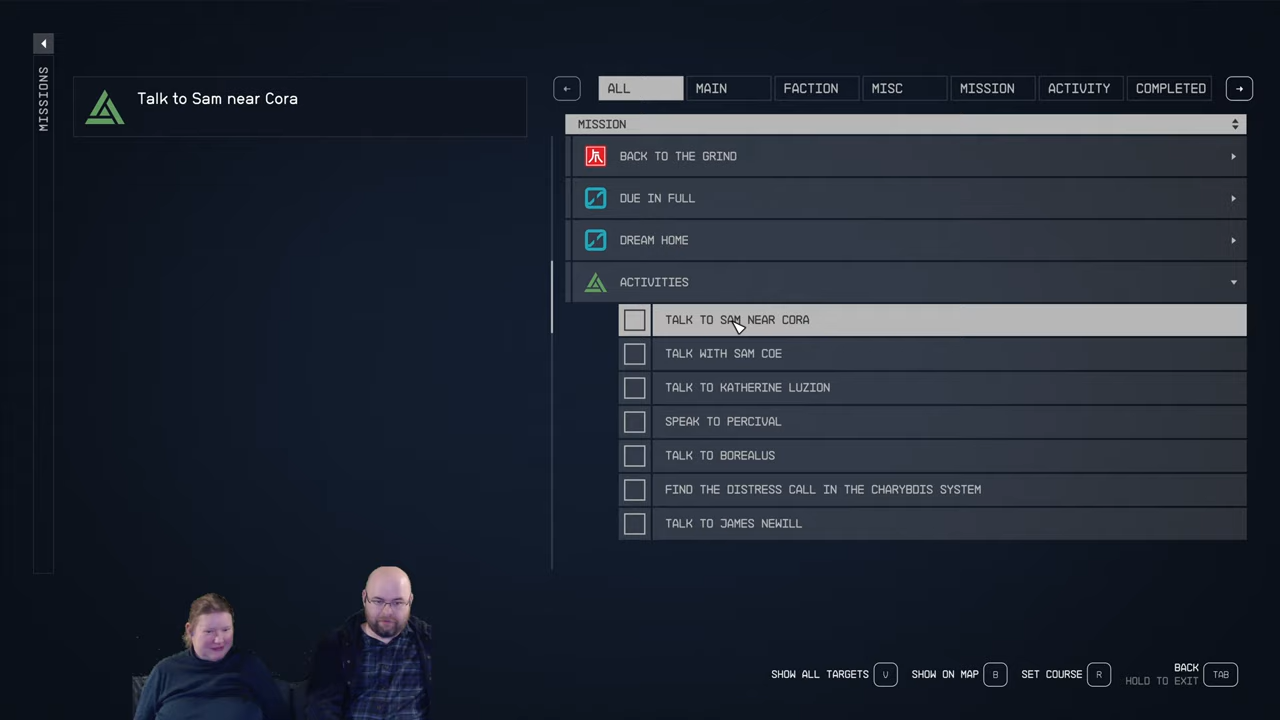 MISSIONS
Talk to Sam near Cora
ALL
MAIN
FACTION
MISC
MISSION
ACTIVITY
COMPLETED
MISSION
BACK TO THE GRIND
DUE IN FULL
DREAM HOME
ACTIVITIES
TALK TO SAM NEAR CORA
TALK WITH SAM COE
TALK TO KATHERINE LUZION
SPEAK TO PERCIVAL
TALK TO BOREALUS
FIND THE DISTRESS CALL IN THE CHARYBDIS SYSTEM
TALK TO JAMES NEWILL
SHOW ALL TARGETS V
SHOW ON MAP B
SET COURSE R
BACK
HOLD TO EXIT TAB